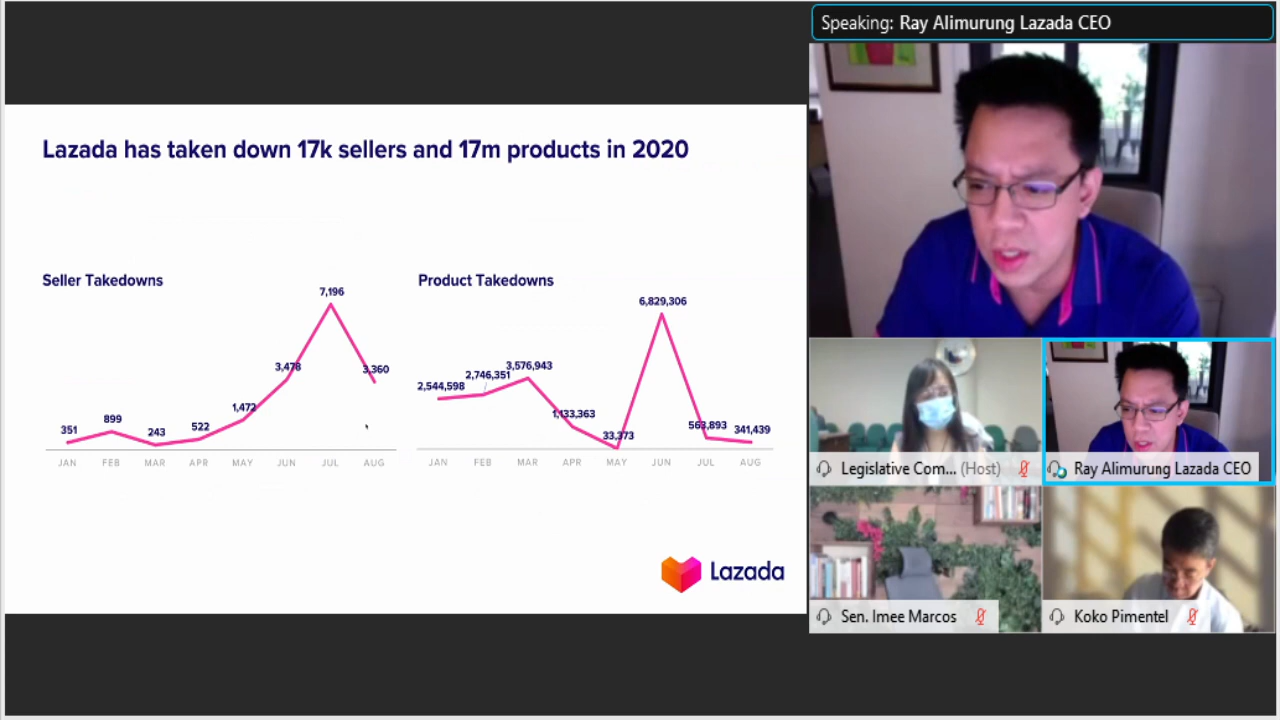 Speaking: Ray Alimurung Lazada CEO
Lazada has taken down 17k sellers and 17m products in 2020
Seller Takedowns
7,196
3,478
3,360
1,472
899
522
351
243
JAN FEB MAR APR MAY JUN JUL AUG
Product Takedowns
6,829,306
3,576,943
2,746,351
2,544,598
1,133,363
33,373
563,893
341,439
JAN FEB MAR APR MAY JUN JUL AUG
Lazada
Legislative Com... (Host)
Ray Alimurung Lazada CEO
Sen. Imee Marcos
Koko Pimentel